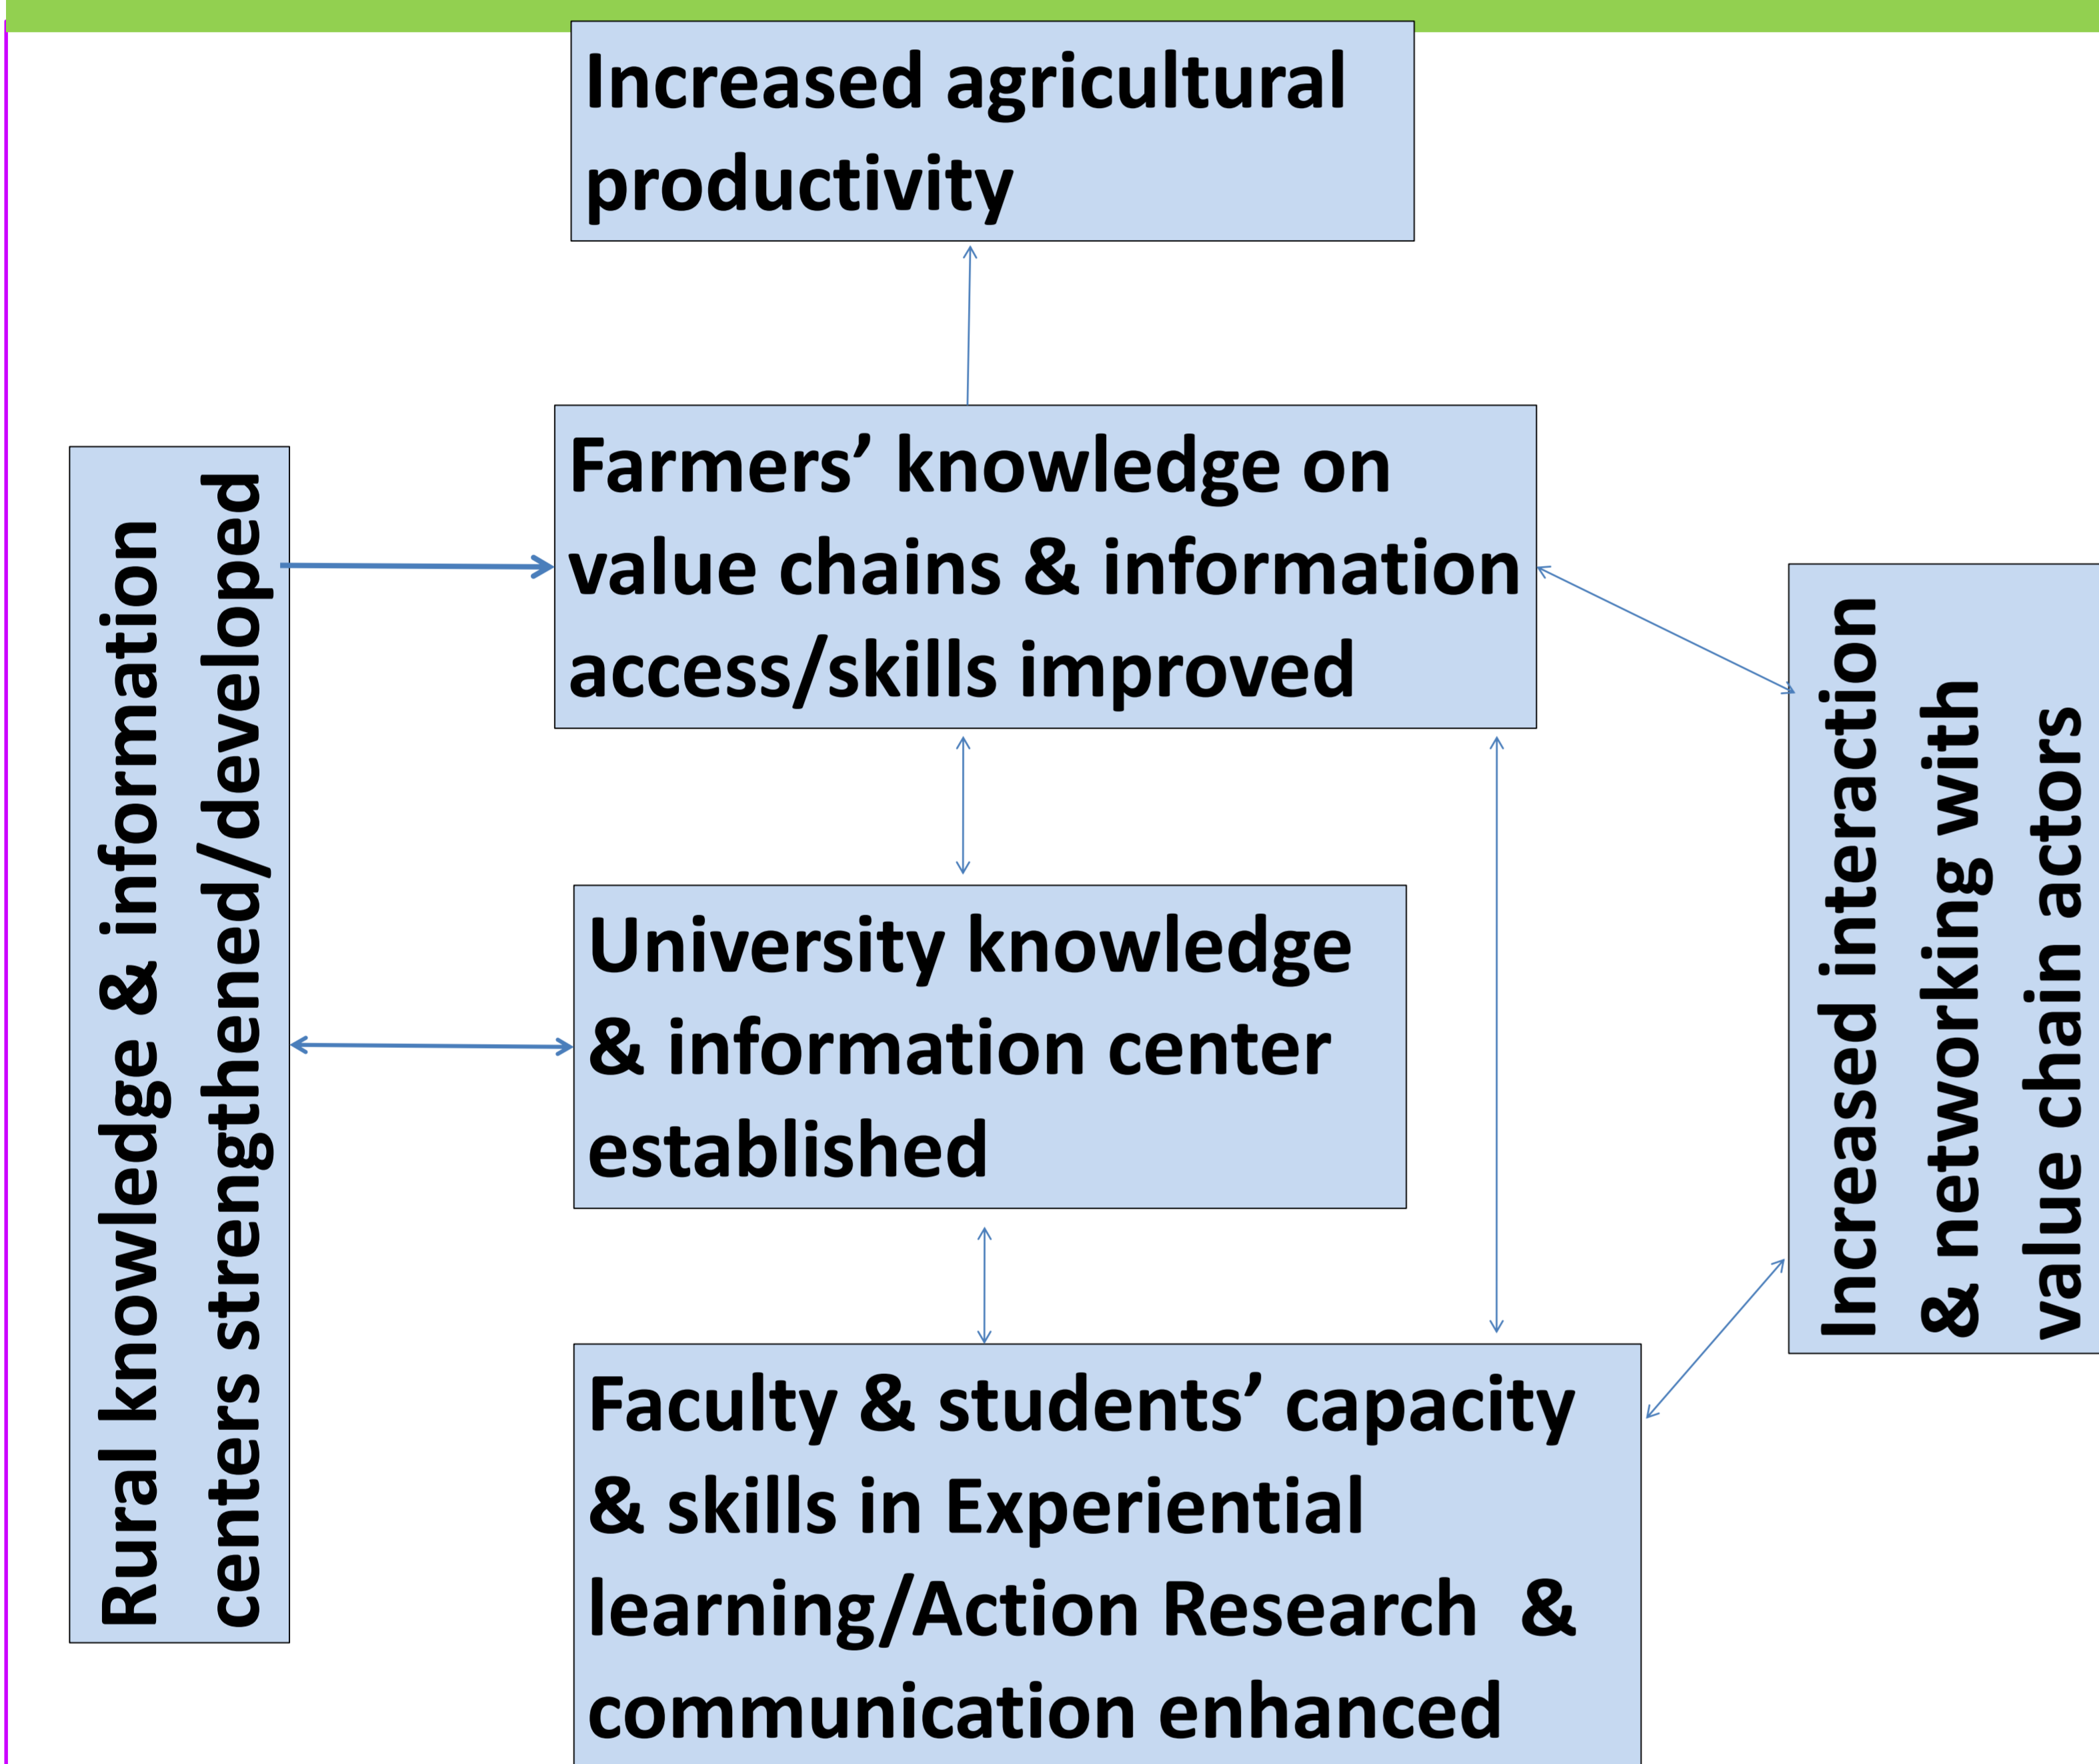 Increased agricultural
productivity
Farmers’ knowledge on
value chains & information
access/skills improved
Rural knowledge & information
centers strengthened/developed
Increased interaction
& networking with
value chain actors
University knowledge
& information center
established
Faculty & students’ capacity
& skills in Experiential
learning/Action Research  &
communication enhanced